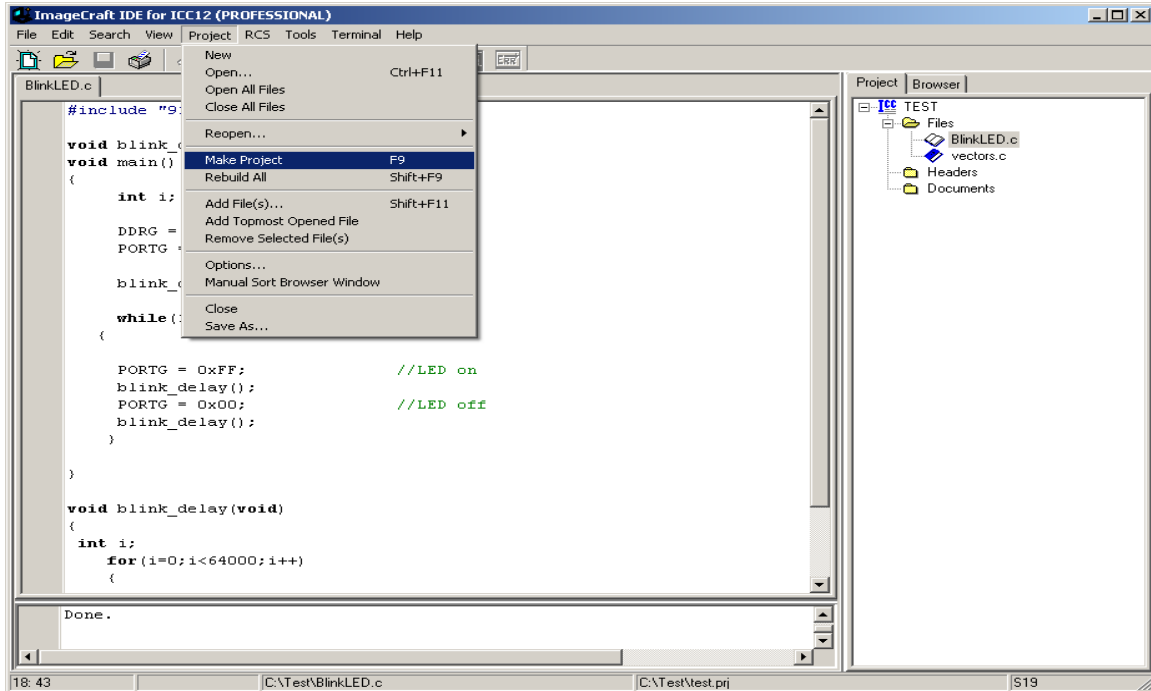 ImageCraft IDE for ICC12 (PROFESSIONAL)
File Edit Search View Project RCS Tools Terminal Help
ERR
BlinkLED.c
New
Open... Ctrl+F11
Open All Files
Close All Files
Reopen...
Make Project F9
Rebuild All Shift+F9
Add File(s)... Shift+F11
Add Topmost Opened File
Remove Selected File(s)
Options...
Manual Sort Browser Window
Close
Save As...
#include "9
void blink_
void main()
{
int i;
DDRG =
PORTG
blink_
while(
{
PORTG = 0xFF; //LED on
blink_delay();
PORTG = 0x00; //LED off
blink_delay();
}
}
void blink_delay(void)
{
int i;
for(i=0;i<64000;i++)
{
Done.
Project Browser
ICC TEST
Files
BlinkLED.c
vectors.c
Headers
Documents
18: 43 C:\Test\BlinkLED.c C:\Test\test.prj S19